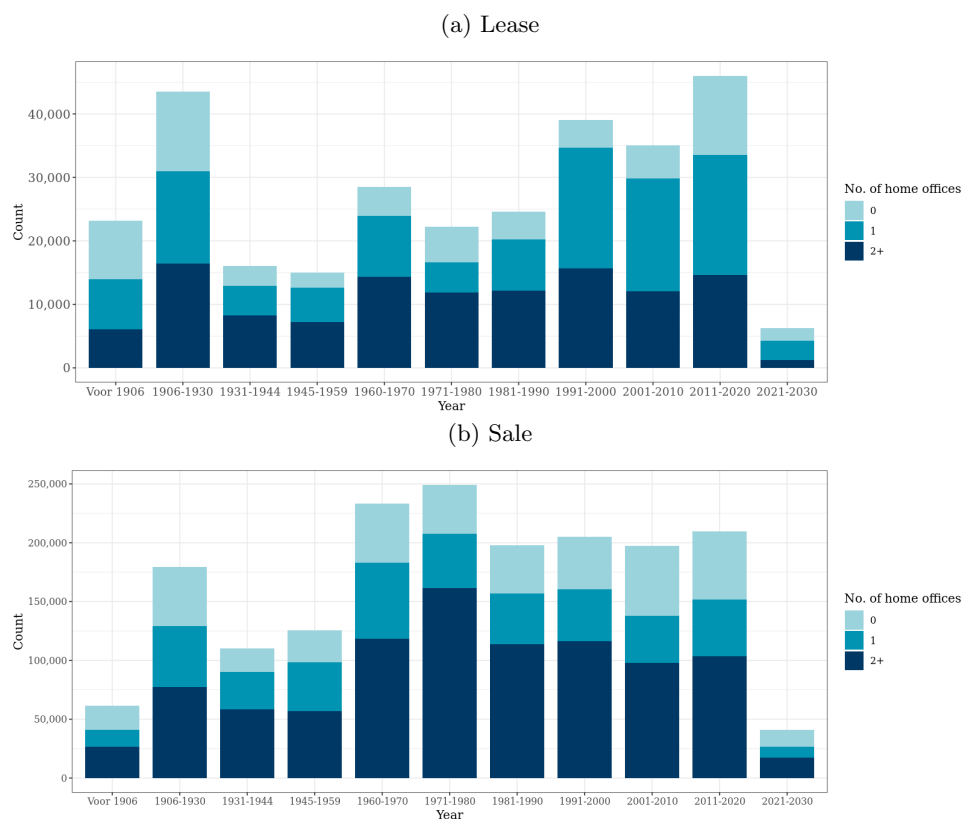 (a) Lease
40,000
30,000
20,000
10,000
0
Count
Voor 1906 1906-1930 1931-1944 1945-1959 1960-1970 1971-1980 1981-1990 1991-2000 2001-2010 2011-2020 2021-2030
Year
No. of home offices
0
1
2+
(b) Sale
250,000
200,000
150,000
100,000
50,000
0
Count
Voor 1906 1906-1930 1931-1944 1945-1959 1960-1970 1971-1980 1981-1990 1991-2000 2001-2010 2011-2020 2021-2030
Year
No. of home offices
0
1
2+